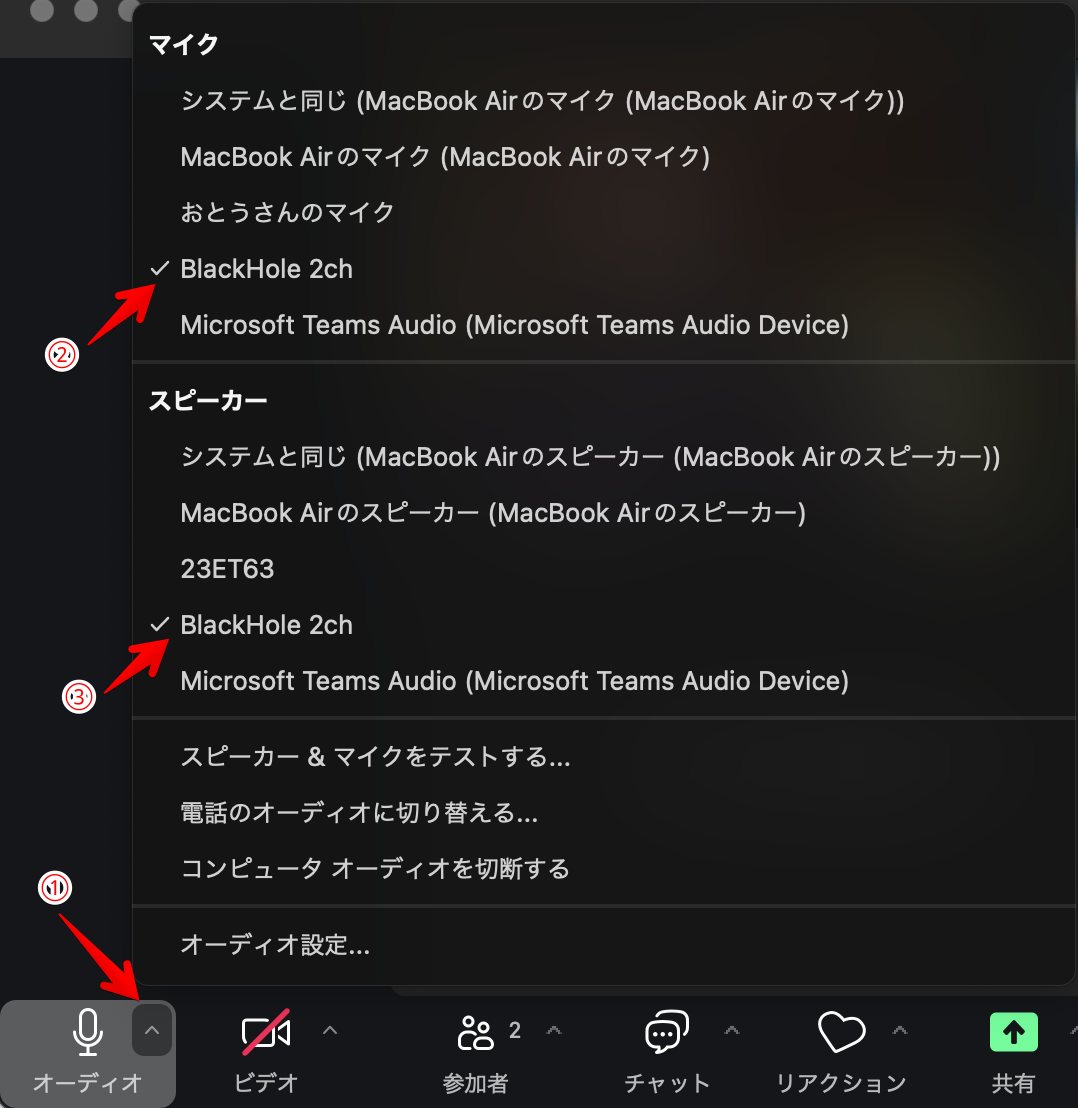 マイク
システムと同じ (MacBook Airのマイク (MacBook Airのマイク))
MacBook Airのマイク (MacBook Airのマイク)
おとうさんのマイク
✓ BlackHole 2ch
Microsoft Teams Audio (Microsoft Teams Audio Device)
②
スピーカー
システムと同じ (MacBook Airのスピーカー (MacBook Airのスピーカー))
MacBook Airのスピーカー (MacBook Airのスピーカー)
23ET63
✓ BlackHole 2ch
Microsoft Teams Audio (Microsoft Teams Audio Device)
③
スピーカー & マイクをテストする...
電話のオーディオに切り替える...
コンピュータ オーディオを切断する
①
オーディオ設定...
2
オーディオ ビデオ 参加者 チャット リアクション 共有